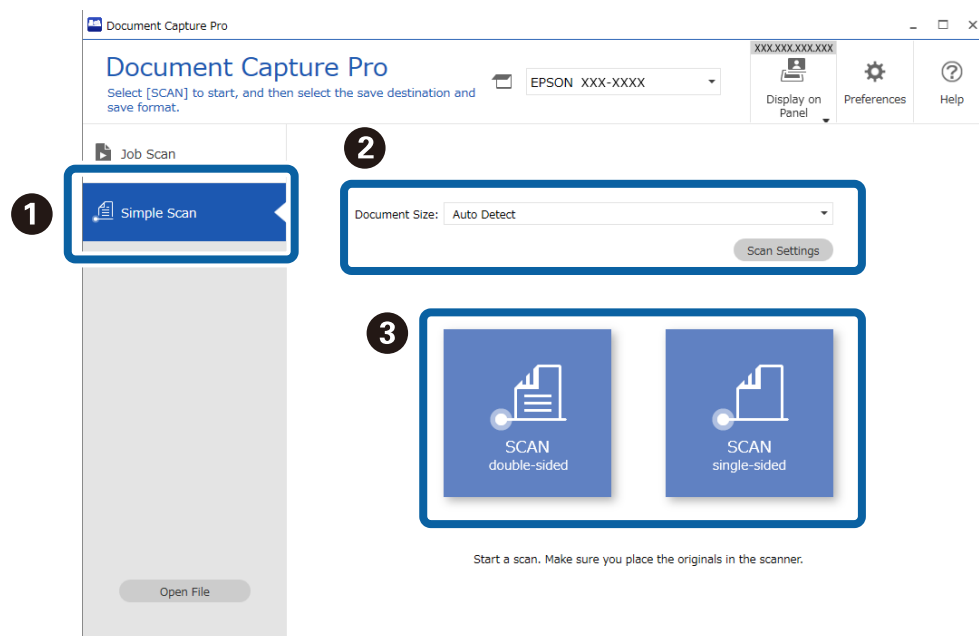 Document Capture Pro
Document Capture Pro
Select [SCAN] to start, and then select the save destination and
save format.
EPSON XXX-XXXX
XXX.XXX.XXX.XXX
Display on
Panel
Preferences
Help
Job Scan
1
Simple Scan
2
Document Size: Auto Detect
Scan Settings
3
SCAN
double-sided
SCAN
single-sided
Start a scan. Make sure you place the originals in the scanner.
Open File